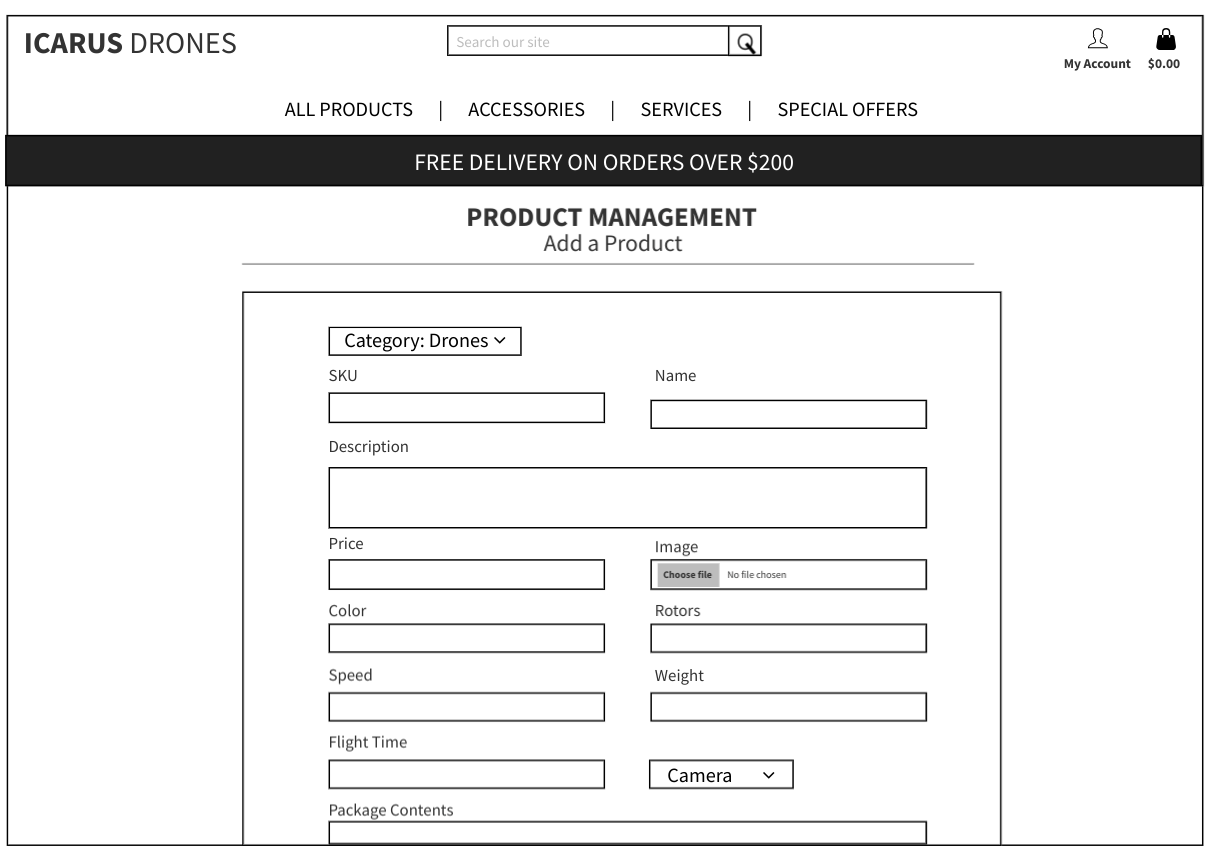 ICARUS DRONES
Search our site
My Account
$0.00
ALL PRODUCTS | ACCESSORIES | SERVICES | SPECIAL OFFERS
FREE DELIVERY ON ORDERS OVER $200
PRODUCT MANAGEMENT
Add a Product
Category: Drones
SKU
Name
Description
Price
Image
Choose file No file chosen
Color
Rotors
Speed
Weight
Flight Time
Camera
Package Contents